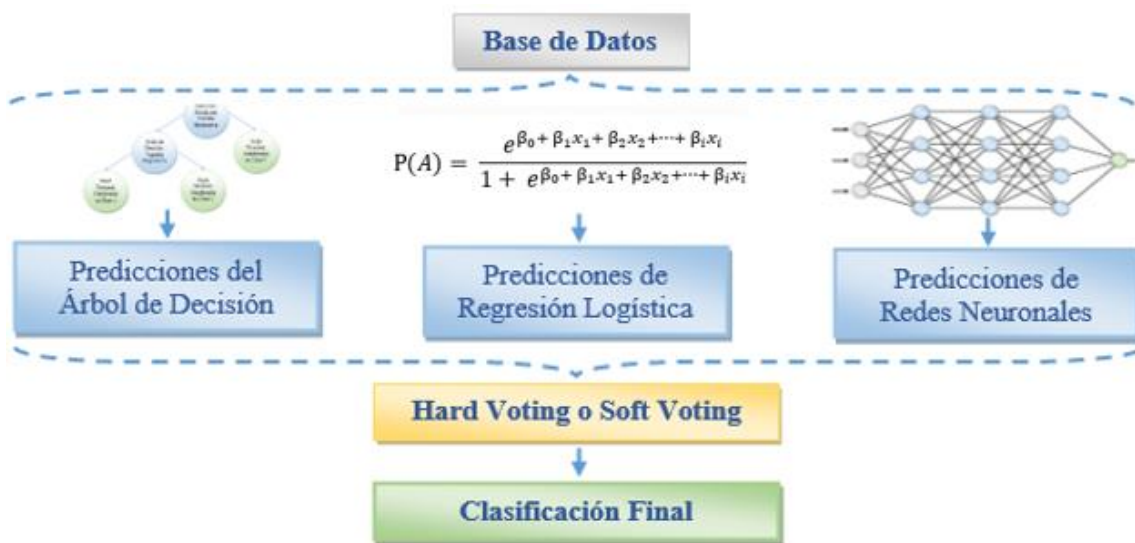 Base de Datos
P(A) = e^{β₀ + β₁x₁ + β₂x₂ + ⋯ + βᵢxᵢ} / 1 + e^{β₀ + β₁x₁ + β₂x₂ + ⋯ + βᵢxᵢ}
Predicciones del
Árbol de Decisión
Predicciones de
Regresión Logística
Predicciones de
Redes Neuronales
Hard Voting o Soft Voting
Clasificación Final